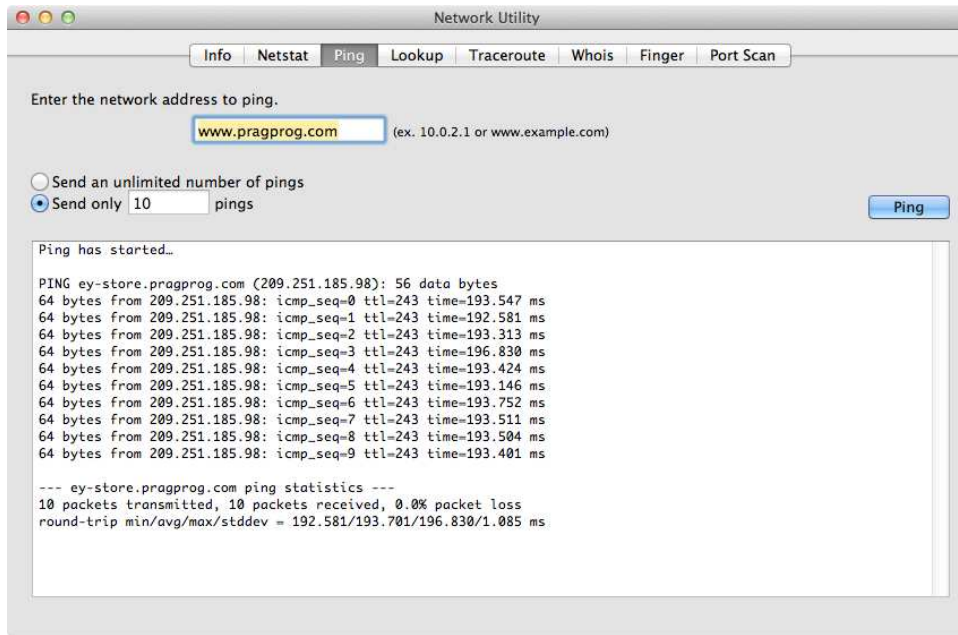 Network Utility
Info Netstat Ping Lookup Traceroute Whois Finger Port Scan
Enter the network address to ping.
www.pragprog.com (ex. 10.0.2.1 or www.example.com)
Send an unlimited number of pings
Send only 10 pings
Ping
Ping has started…
PING ey-store.pragprog.com (209.251.185.98): 56 data bytes
64 bytes from 209.251.185.98: icmp_seq=0 ttl=243 time=193.547 ms
64 bytes from 209.251.185.98: icmp_seq=1 ttl=243 time=192.581 ms
64 bytes from 209.251.185.98: icmp_seq=2 ttl=243 time=193.313 ms
64 bytes from 209.251.185.98: icmp_seq=3 ttl=243 time=196.830 ms
64 bytes from 209.251.185.98: icmp_seq=4 ttl=243 time=193.424 ms
64 bytes from 209.251.185.98: icmp_seq=5 ttl=243 time=193.146 ms
64 bytes from 209.251.185.98: icmp_seq=6 ttl=243 time=193.752 ms
64 bytes from 209.251.185.98: icmp_seq=7 ttl=243 time=193.511 ms
64 bytes from 209.251.185.98: icmp_seq=8 ttl=243 time=193.504 ms
64 bytes from 209.251.185.98: icmp_seq=9 ttl=243 time=193.401 ms
--- ey-store.pragprog.com ping statistics ---
10 packets transmitted, 10 packets received, 0.0% packet loss
round-trip min/avg/max/stddev = 192.581/193.701/196.830/1.085 ms